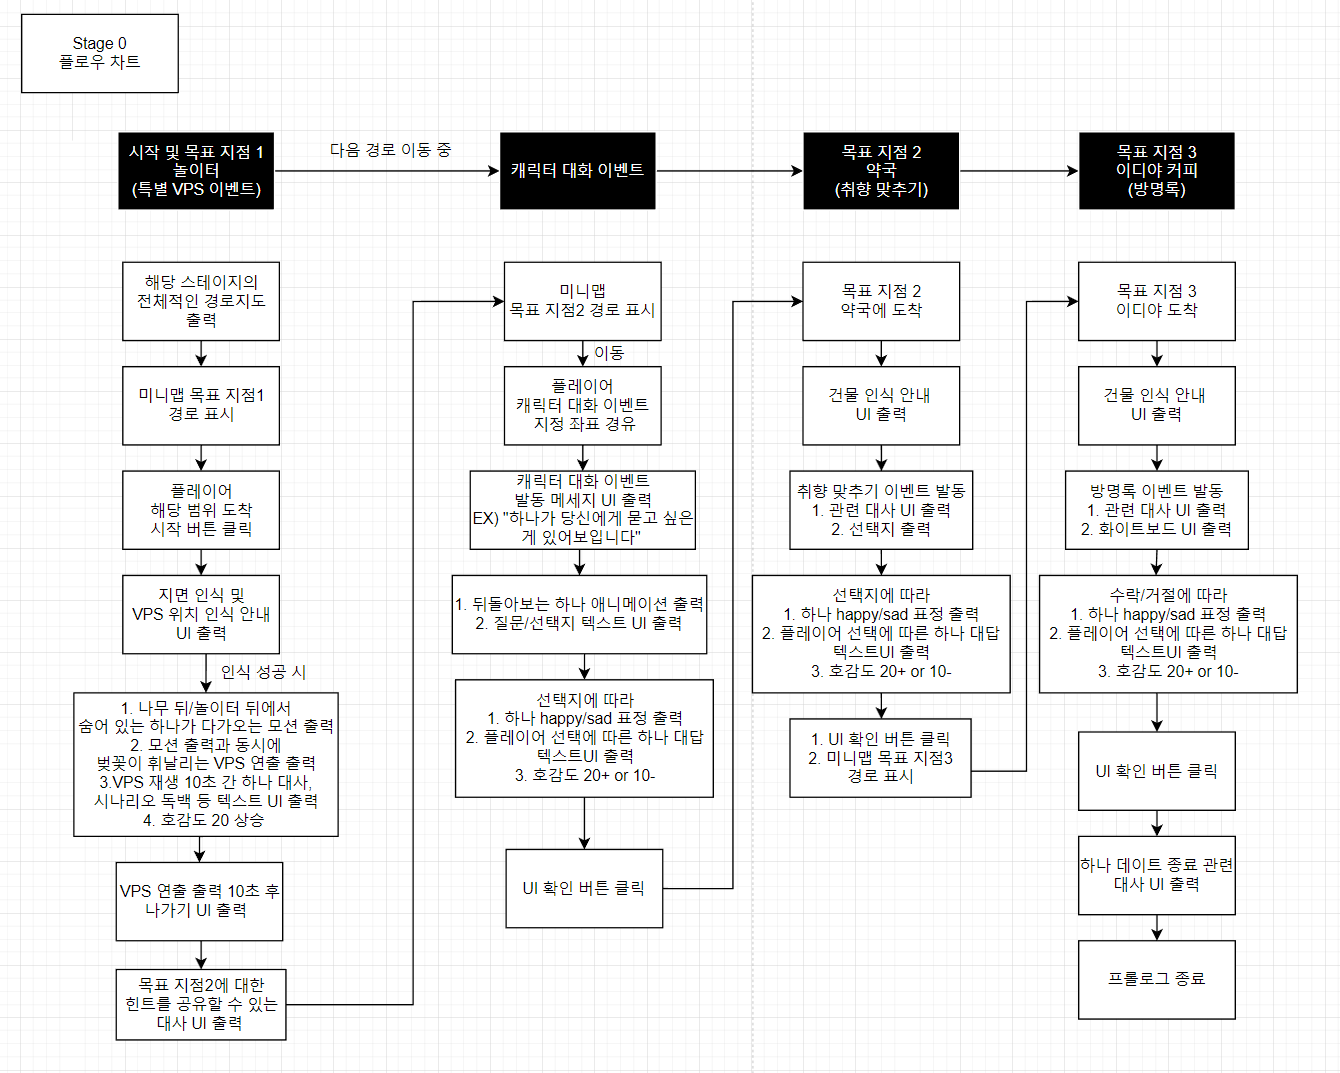 Stage 0
플로우 차트
시작 및 목표 지점 1
놀이터
(특별 VPS 이벤트)
다음 경로 이동 중
캐릭터 대화 이벤트
목표 지점 2
약국
(취향 맞추기)
목표 지점 3
이디야 커피
(방명록)
해당 스테이지의
전체적인 경로지도
출력
미니맵 목표 지점1
경로 표시
플레이어
해당 범위 도착
시작 버튼 클릭
지면 인식 및
VPS 위치 인식 안내
UI 출력
인식 성공 시
1. 나무 뒤/놀이터 뒤에서
숨어 있는 하나가 다가오는 모션 출력
2. 모션 출력과 동시에
벚꽃이 휘날리는 VPS 연출 출력
3.VPS 재생 10초 간 하나 대사,
시나리오 독백 등 텍스트 UI 출력
4. 호감도 20 상승
VPS 연출 출력 10초 후
나가기 UI 출력
목표 지점2에 대한
힌트를 공유할 수 있는
대사 UI 출력
미니맵
목표 지점2 경로 표시
이동
플레이어
캐릭터 대화 이벤트
지정 좌표 경유
캐릭터 대화 이벤트
발동 메세지 UI 출력
EX) "하나가 당신에게 묻고 싶은
게 있어보입니다"
1. 뒤돌아보는 하나 애니메이션 출력
2. 질문/선택지 텍스트 UI 출력
선택지에 따라
1. 하나 happy/sad 표정 출력
2. 플레이어 선택에 따른 하나 대답
텍스트UI 출력
3. 호감도 20+ or 10-
UI 확인 버튼 클릭
목표 지점 2
약국에 도착
건물 인식 안내
UI 출력
취향 맞추기 이벤트 발동
1. 관련 대사 UI 출력
2. 선택지 출력
선택지에 따라
1. 하나 happy/sad 표정 출력
2. 플레이어 선택에 따른 하나 대답
텍스트UI 출력
3. 호감도 20+ or 10-
1. UI 확인 버튼 클릭
2. 미니맵 목표 지점3
경로 표시
목표 지점 3
이디야 도착
건물 인식 안내
UI 출력
방명록 이벤트 발동
1. 관련 대사 UI 출력
2. 화이트보드 UI 출력
수락/거절에 따라
1. 하나 happy/sad 표정 출력
2. 플레이어 선택에 따른 하나 대답
텍스트UI 출력
3. 호감도 20+ or 10-
UI 확인 버튼 클릭
하나 데이트 종료 관련
대사 UI 출력
프롤로그 종료